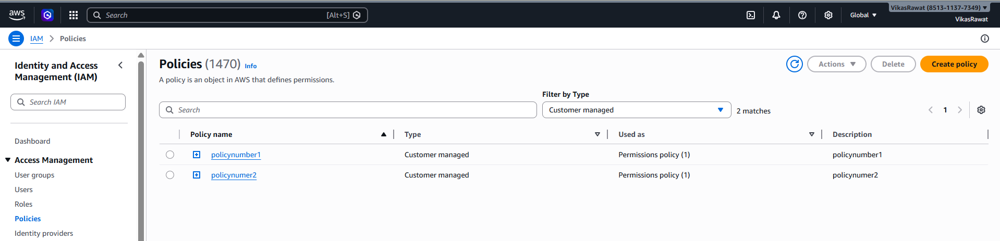 aws
Search [Alt+S]
Global
VikasRawat (8513-1137-7349)
VikasRawat
IAM > Policies
Identity and Access
Management (IAM)
Search IAM
Dashboard
Access Management
User groups
Users
Roles
Policies
Identity providers
Policies (1470) Info
A policy is an object in AWS that defines permissions.
Actions
Delete
Create policy
Filter by Type
Search
Customer managed
2 matches
1
Policy name Type Used as Description
policynumber1 Customer managed Permissions policy (1) policynumber1
policynumer2 Customer managed Permissions policy (1) policynumer2